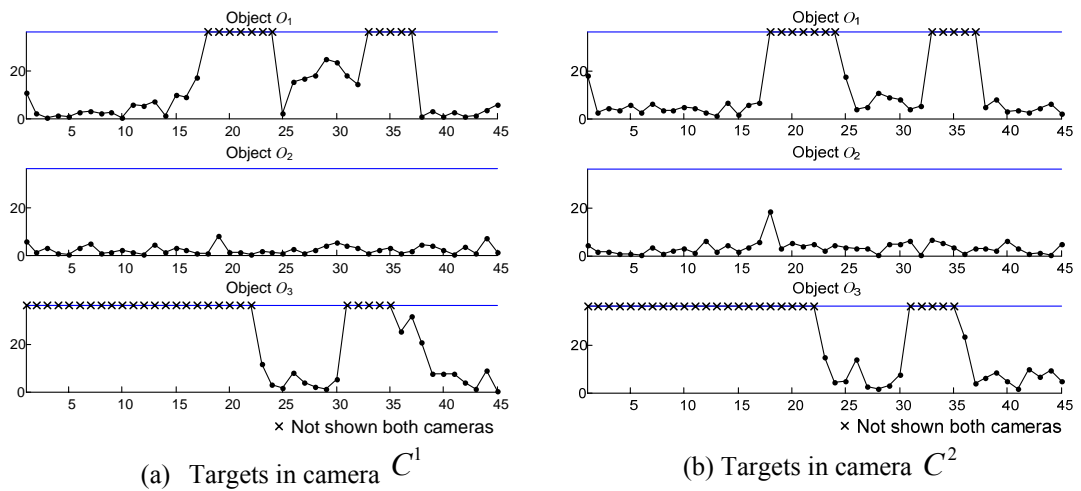 Object O₁
20
0
5 10 15 20 25 30 35 40 45
Object O₂
20
0
5 10 15 20 25 30 35 40 45
Object O₃
20
0
5 10 15 20 25 30 35 40 45
× Not shown both cameras
(a) Targets in camera C¹
Object O₁
20
0
5 10 15 20 25 30 35 40 45
Object O₂
20
0
5 10 15 20 25 30 35 40 45
Object O₃
20
0
5 10 15 20 25 30 35 40 45
× Not shown both cameras
(b) Targets in camera C²